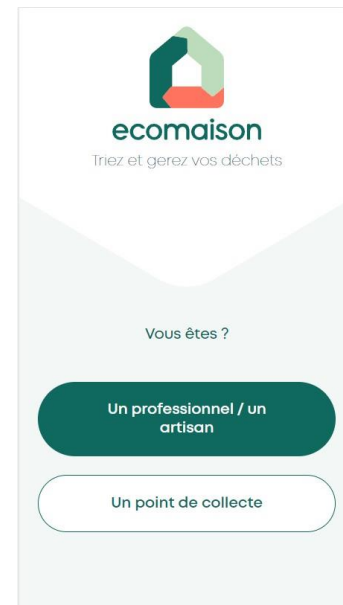 ecomaison
Triez et gerez vos déchets
Vous êtes ?
Un professionnel / un
artisan
Un point de collecte